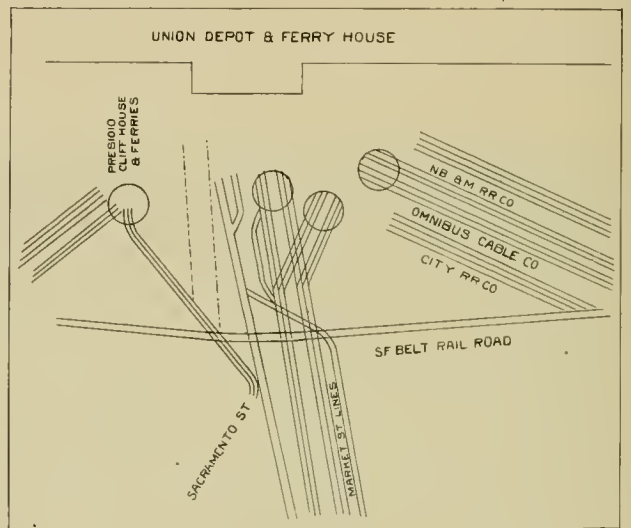 UNION DEPOT & FERRY HOUSE
PRESIDIO
CLIFF HOUSE
& FERRIES
NB & M RR CO
OMNIBUS CABLE CO
CITY RR CO
SF BELT RAIL ROAD
SACRAMENTO ST
MARKET ST LINES